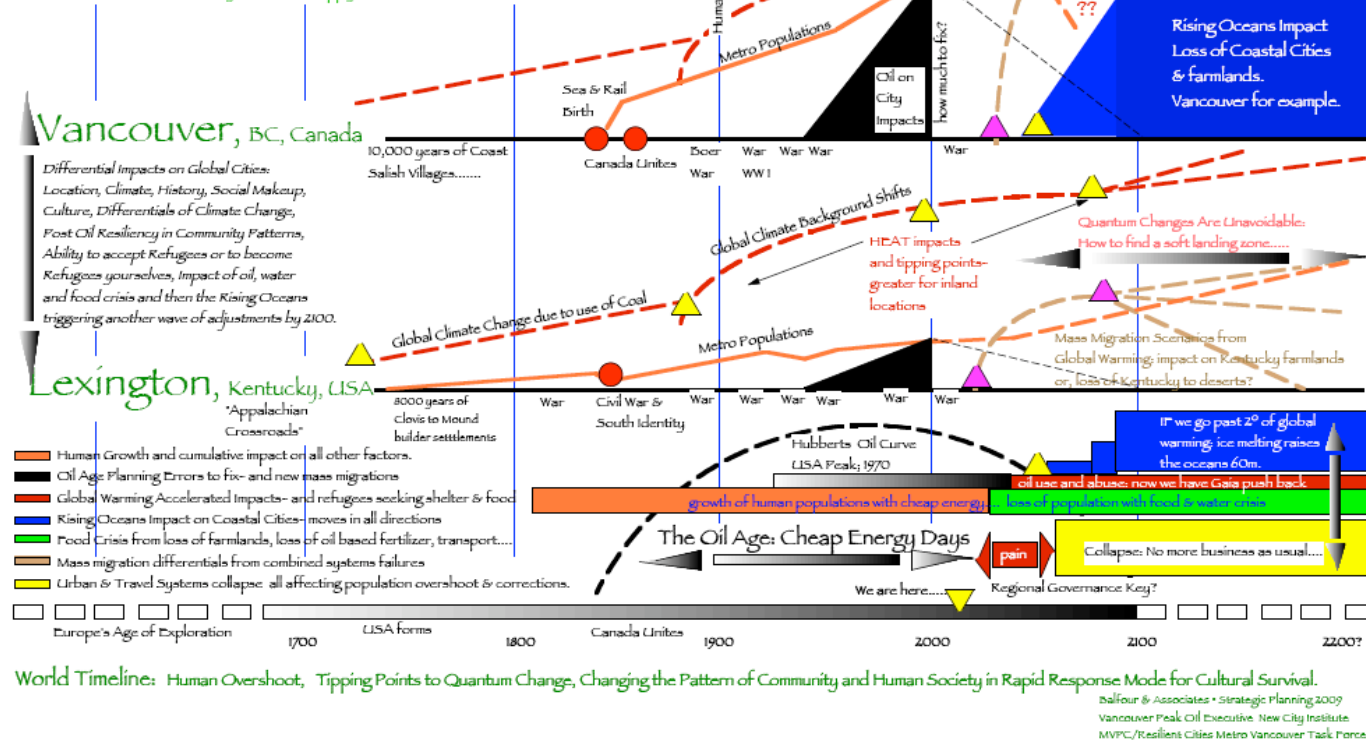 ??
Rising Oceans Impact
Loss of Coastal Cities
& farmlands.
Vancouver for example.
how much to fix?
Metro Populations
Oil on
City
Impacts
Sea & Rail
Birth
Vancouver, BC, Canada
10,000 years of Coast
Salish Villages.......
Canada Unites
Boer
War
War
WW1
War War
War
Differential Impacts on Global Cities:
Location, Climate, History, Social Makeup,
Culture, Differentials of Climate Change,
Post Oil Resiliency in Community Patterns,
Ability to accept Refugees or to become
Refugees yourselves, Impact of oil, water
and food crisis and then the Rising Oceans
triggering another wave of adjustments by 2100.
Global Climate Background Shifts
HEAT impacts
and tipping points-
greater for inland
locations
Quantum Changes Are Unavoidable:
How to find a soft landing zone.....
Global Climate Change due to use of Coal
Metro Populations
Mass Migration Scenarios from
Global Warming; impact on Kentucky farmlands
or, loss of Kentucky to deserts?
Lexington, Kentucky, USA
"Appalachian
Crossroads"
8000 years of
Clovis to Mound
builder setttlements
War
Civil War &
South Identity
War War War War War War
Hubberts Oil Curve
USA Peak; 1970
IF we go past 2º of global
warming; ice melting raises
the oceans 60m.
Human Growth and cumulative impact on all other factors.
Oil Age Planning Errors to fix- and new mass migrations
Global Warming Accelerated Impacts- and refugees seeking shelter & food
Rising Oceans Impact on Coastal Cities- moves in all directions
Food Crisis from loss of farmlands, loss of oil based fertilizer, transport....
Mass migration differentials from combined systems failures
Urban & Travel Systems collapse all affecting population overshoot & corrections.
oil use and abuse: now we have Gaia push back
growth of human populations with cheap energy.... loss of population with food & water crisis
The Oil Age: Cheap Energy Days
pain
Collapse: No more business as usual....
We are here.....
Regional Governance Key?
Europe's Age of Exploration
USA forms
Canada Unites
1700 1800 1900 2000 2100 2200?
World Timeline: Human Overshoot, Tipping Points to Quantum Change, Changing the Pattern of Community and Human Society in Rapid Response Mode for Cultural Survival.
Balfour & Associates • Strategic Planning 2009
Vancouver Peak Oil Executive New City Institute
MVPC/Resilient Cities Metro Vancouver Task Force